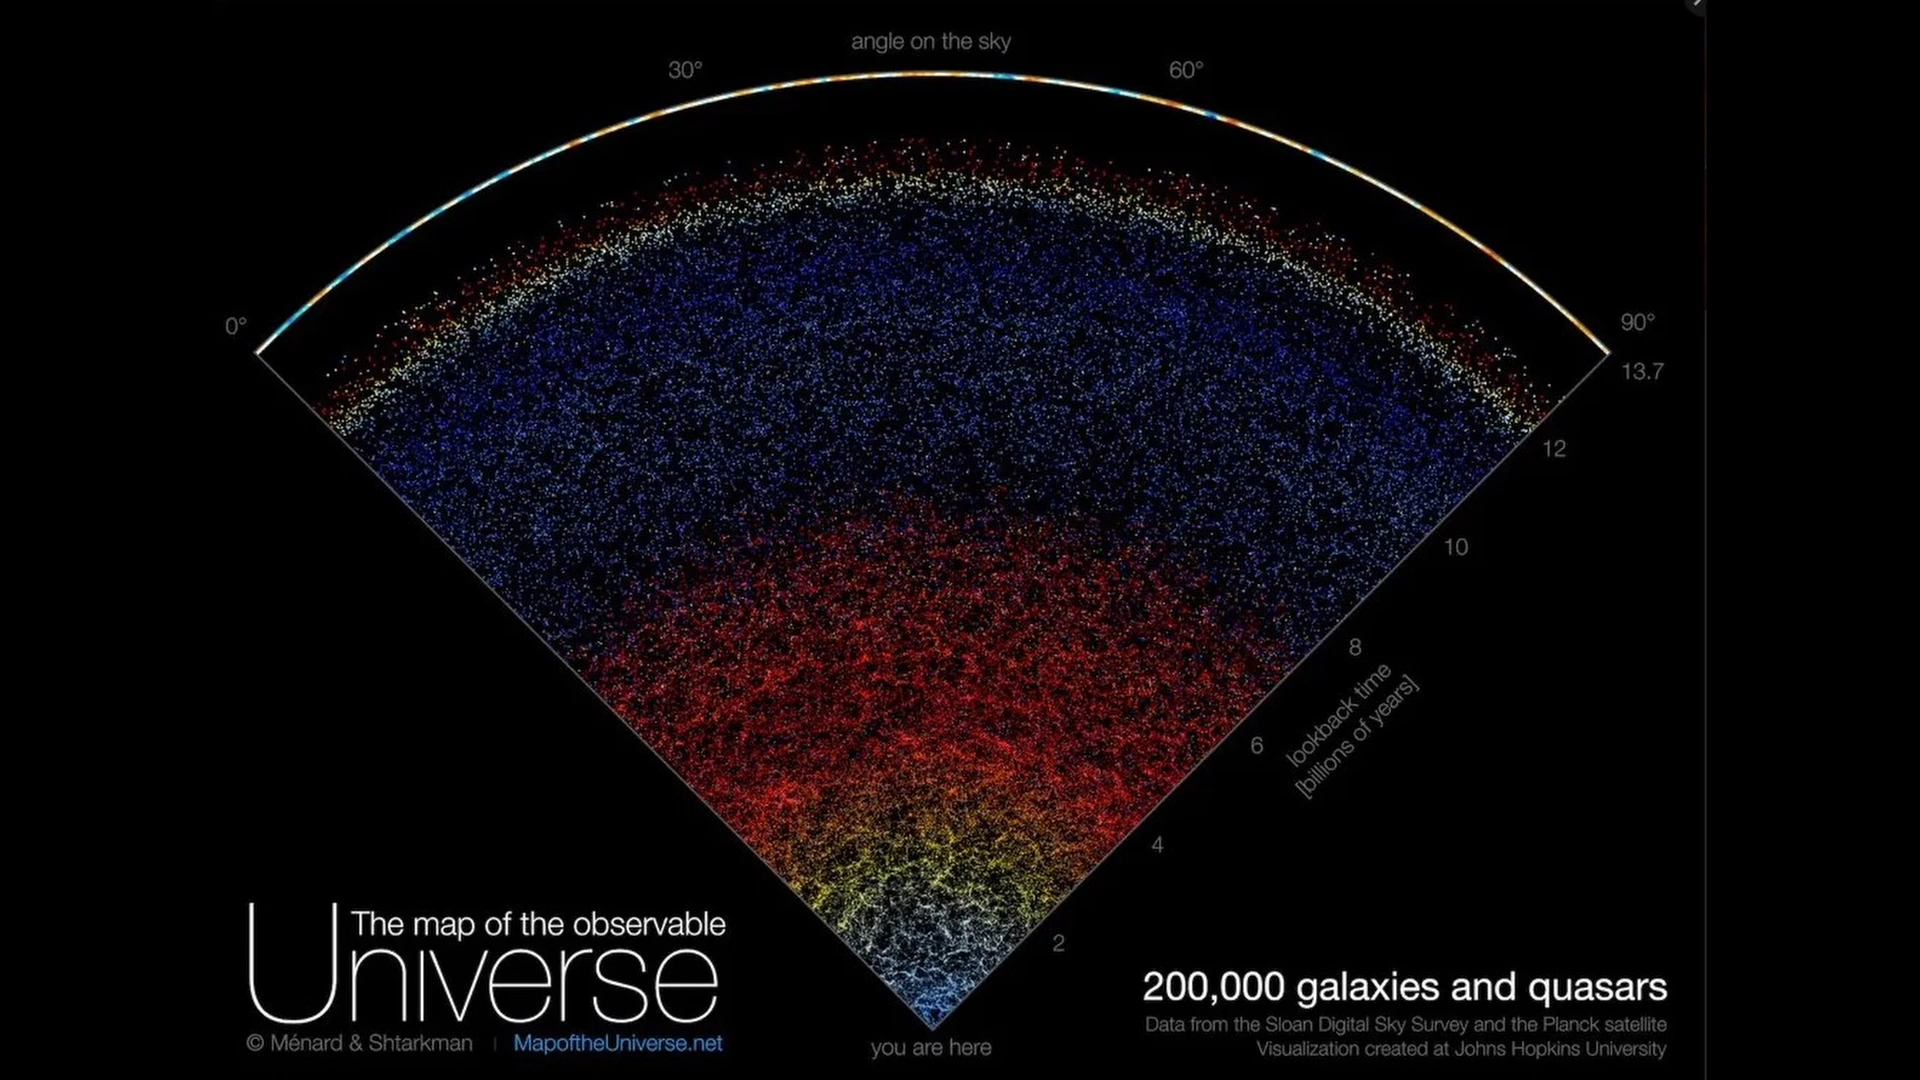 angle on the sky
30°
60°
0°
90°
13.7
12
10
8
lookback time
[billions of years]
6
4
2
you are here
The map of the observable
Universe
© Ménard & Shtarkman | MapoftheUniverse.net
200,000 galaxies and quasars
Data from the Sloan Digital Sky Survey and the Planck satellite
Visualization created at Johns Hopkins University